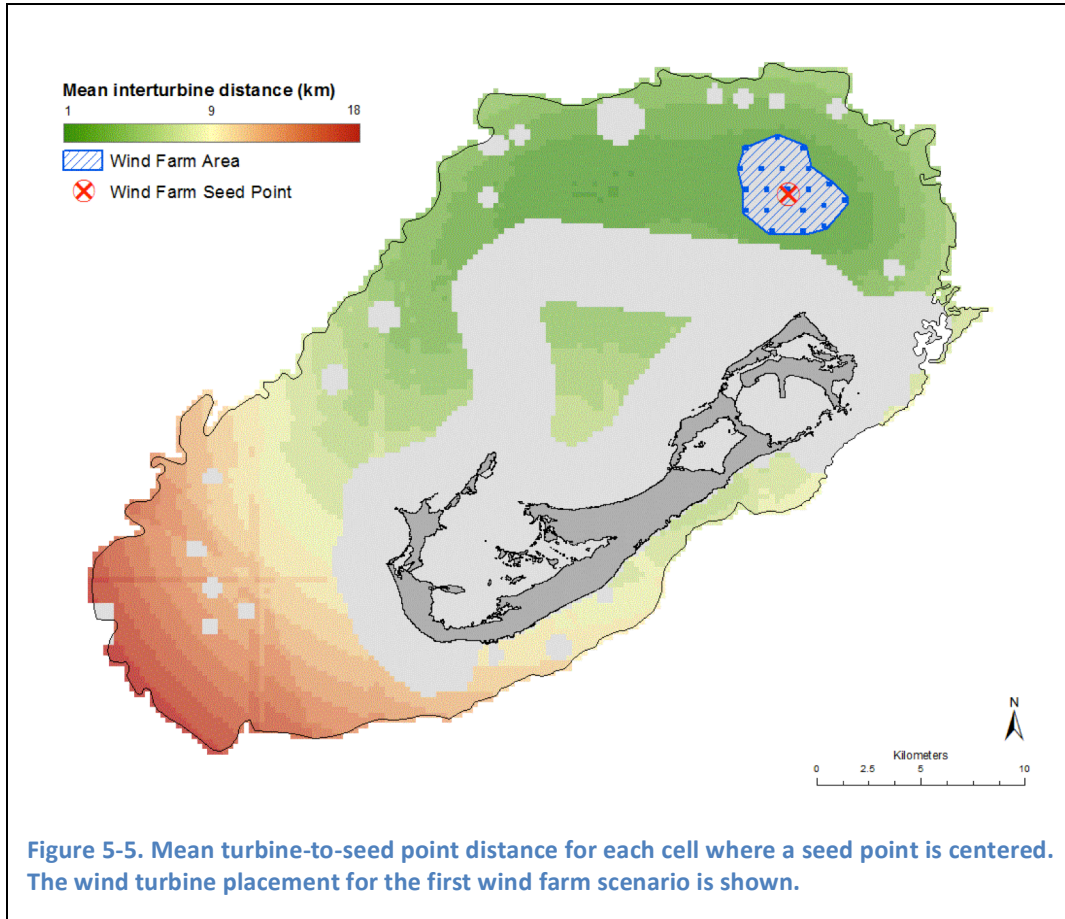 Mean interturbine distance (km)
1 9 18
Wind Farm Area
Wind Farm Seed Point
N
Kilometers
0 2.5 5 10
Figure 5-5. Mean turbine-to-seed point distance for each cell where a seed point is centered.
The wind turbine placement for the first wind farm scenario is shown.